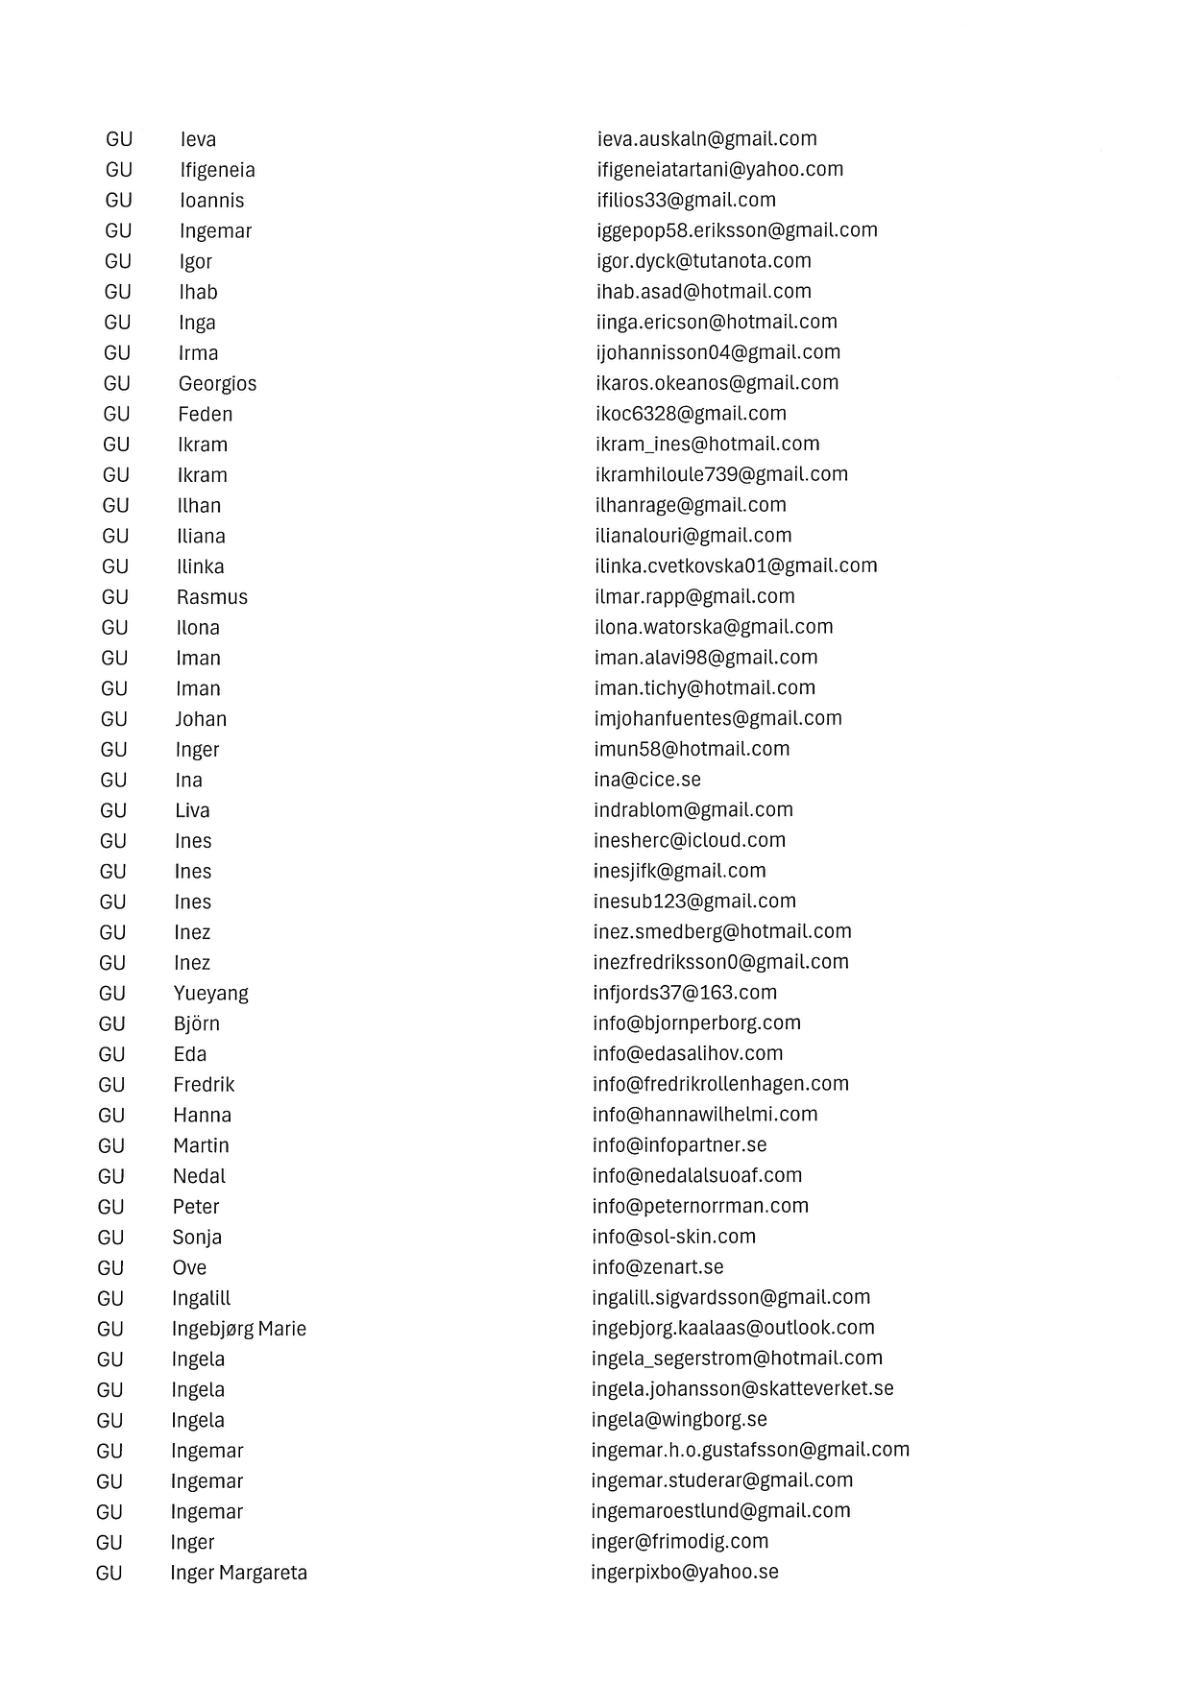 GU Ieva ieva.auskaln@gmail.com
GU Ifigeneia ifigeneiatartani@yahoo.com
GU Ioannis ifilios33@gmail.com
GU Ingemar iggepop58.eriksson@gmail.com
GU Igor igor.dyck@tutanota.com
GU Ihab ihab.asad@hotmail.com
GU Inga iinga.ericson@hotmail.com
GU Irma ijohannisson04@gmail.com
GU Georgios ikaros.okeanos@gmail.com
GU Feden ikoc6328@gmail.com
GU Ikram ikram_ines@hotmail.com
GU Ikram ikramhiloule739@gmail.com
GU Ilhan ilhanrage@gmail.com
GU Iliana ilianalouri@gmail.com
GU Ilinka ilinka.cvetkovska01@gmail.com
GU Rasmus ilmar.rapp@gmail.com
GU Ilona ilona.watorska@gmail.com
GU Iman iman.alavi98@gmail.com
GU Iman iman.tichy@hotmail.com
GU Johan imjohanfuentes@gmail.com
GU Inger imun58@hotmail.com
GU Ina ina@cice.se
GU Liva indrablom@gmail.com
GU Ines inesherc@icloud.com
GU Ines inesjifk@gmail.com
GU Ines inesub123@gmail.com
GU Inez inez.smedberg@hotmail.com
GU Inez inezfredriksson0@gmail.com
GU Yueyang infjords37@163.com
GU Björn info@bjornperborg.com
GU Eda info@edasalihov.com
GU Fredrik info@fredrikrollenhagen.com
GU Hanna info@hannawilhelmi.com
GU Martin info@infopartner.se
GU Nedal info@nedalalsuoaf.com
GU Peter info@peternorrman.com
GU Sonja info@sol-skin.com
GU Ove info@zenart.se
GU Ingalill ingalill.sigvardsson@gmail.com
GU Ingebjørg Marie ingebjorg.kaalaas@outlook.com
GU Ingela ingela_segerstrom@hotmail.com
GU Ingela ingela.johansson@skatteverket.se
GU Ingela ingela@wingborg.se
GU Ingemar ingemar.h.o.gustafsson@gmail.com
GU Ingemar ingemar.studerar@gmail.com
GU Ingemar ingemaroestlund@gmail.com
GU Inger inger@frimodig.com
GU Inger Margareta ingerpixbo@yahoo.se